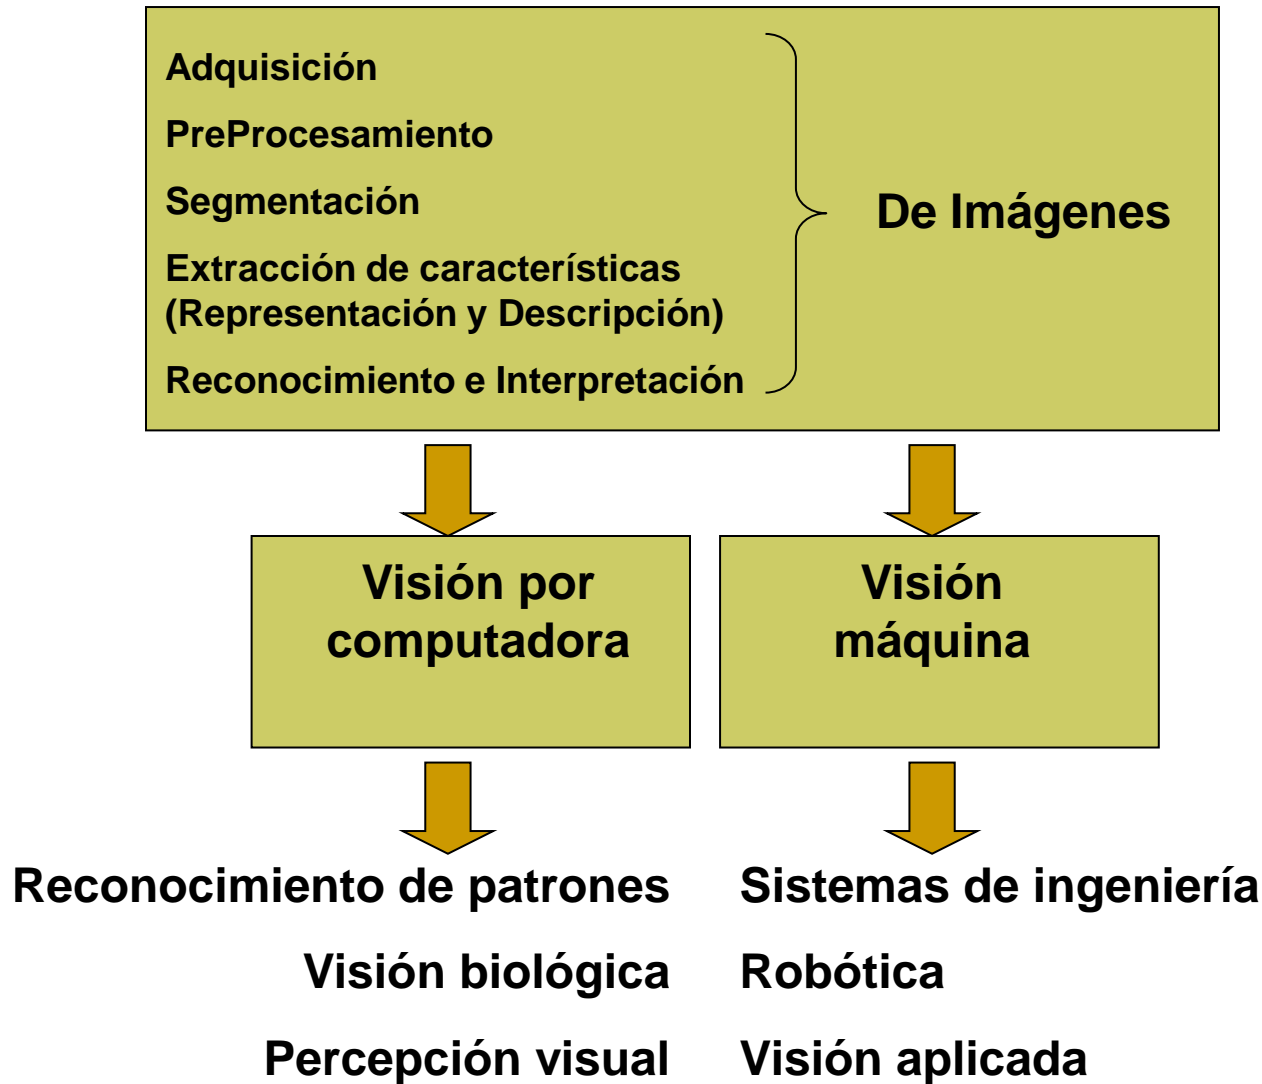 Adquisición
PreProcesamiento
Segmentación
Extracción de características
(Representación y Descripción)
Reconocimiento e Interpretación
De Imágenes
Visión por
computadora
Visión
máquina
Reconocimiento de patrones
Visión biológica
Percepción visual
Sistemas de ingeniería
Robótica
Visión aplicada